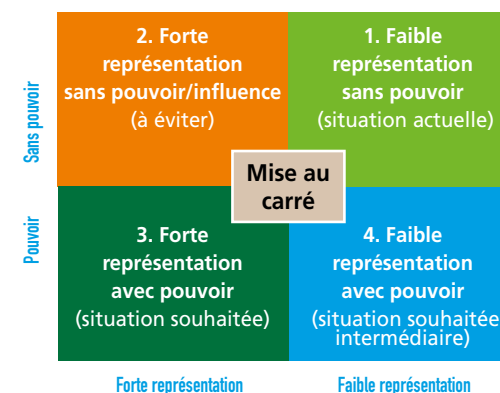 2. Forte
représentation
sans pouvoir/influence
(à éviter)
1. Faible
représentation
sans pouvoir
(situation actuelle)
Sans pouvoir
Mise au
carré
Pouvoir
3. Forte
représentation
avec pouvoir
(situation souhaitée)
4. Faible
représentation
avec pouvoir
(situation souhaitée
intermédiaire)
Forte représentation
Faible représentation